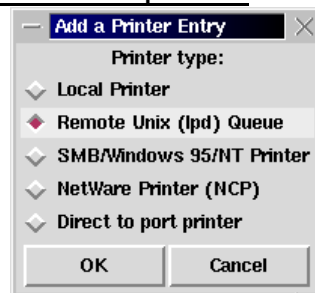 Add a Printer Entry
Printer type:
Local Printer
Remote Unix (lpd) Queue
SMB/Windows 95/NT Printer
NetWare Printer (NCP)
Direct to port printer
OK
Cancel